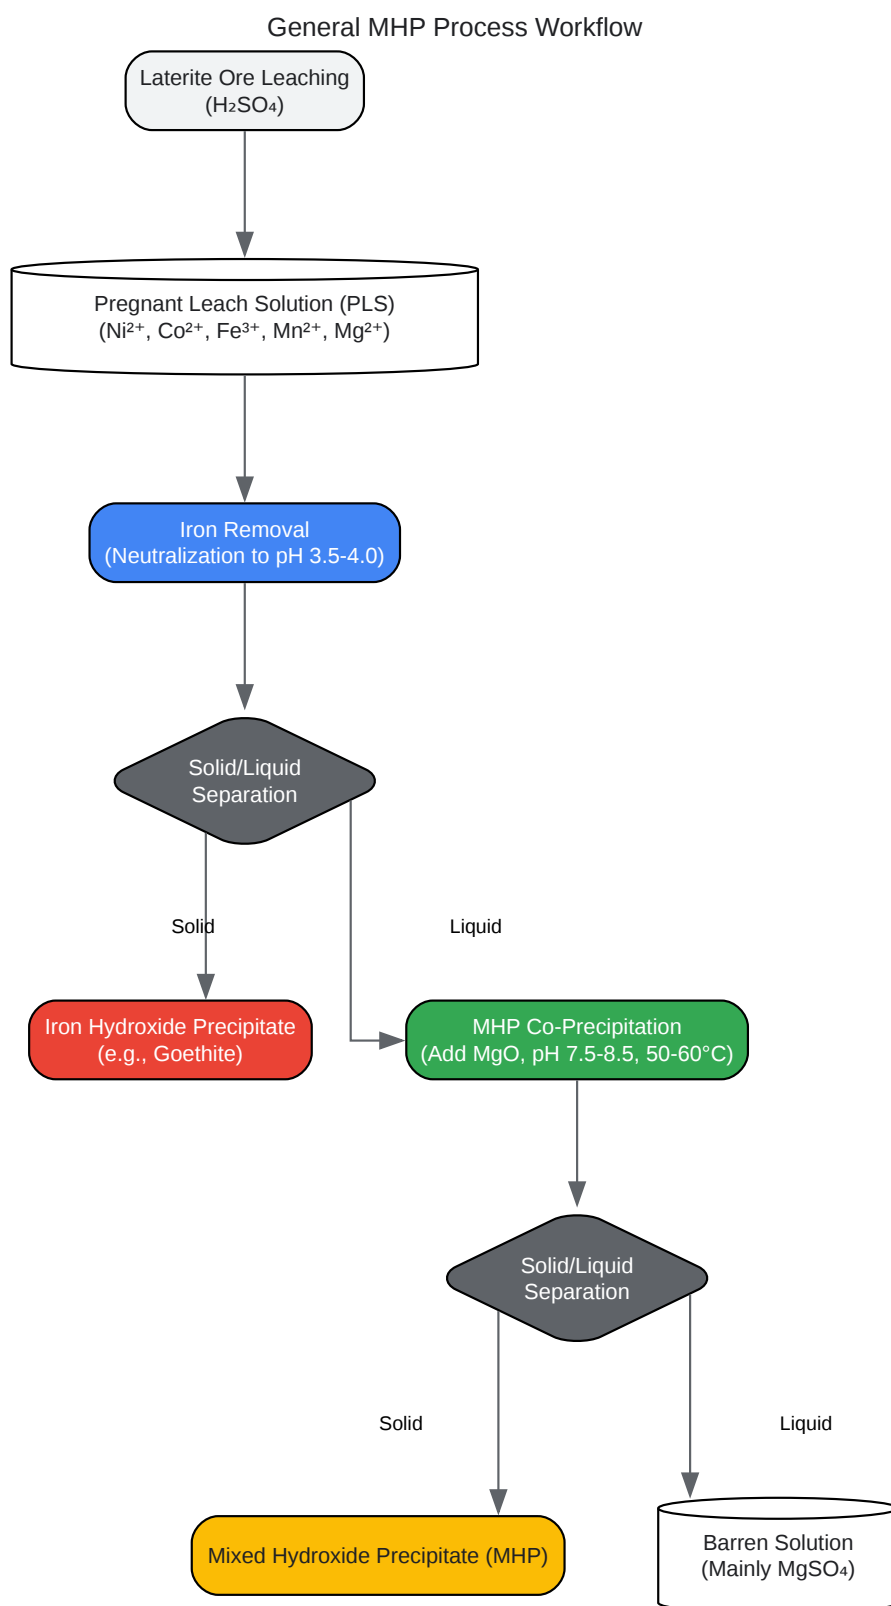 General MHP Process Workflow
Laterite Ore Leaching
(H₂SO₄)
Pregnant Leach Solution (PLS)
(Ni²⁺, Co²⁺, Fe³⁺, Mn²⁺, Mg²⁺)
Iron Removal
(Neutralization to pH 3.5-4.0)
Solid/Liquid
Separation
Solid
Liquid
Iron Hydroxide Precipitate
(e.g., Goethite)
MHP Co-Precipitation
(Add MgO, pH 7.5-8.5, 50-60°C)
Solid/Liquid
Separation
Solid
Liquid
Mixed Hydroxide Precipitate (MHP)
Barren Solution
(Mainly MgSO₄)